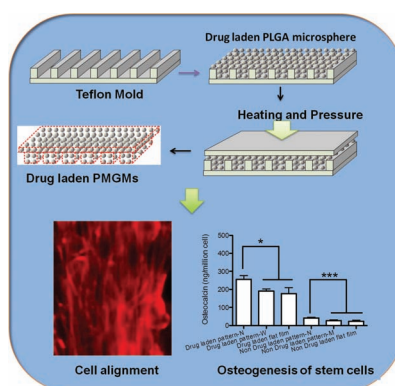 Drug laden PLGA microsphere
Teflon Mold
Heating and Pressure
Drug laden PMGMs
Osteocalcin (ng/million cell)
500
400
300
200
100
0
*
***
Drug laden pattern-N
Drug laden pattern-W
Drug laden flat film
Non Drug laden pattern-N
Non Drug laden pattern-M
Non Drug laden flat film
Cell alignment
Osteogenesis of stem cells